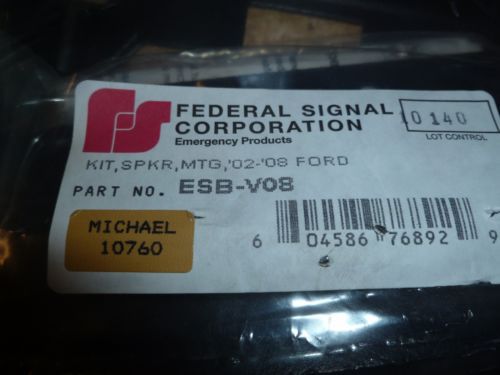 FEDERAL SIGNAL
CORPORATION
Emergency Products
0140
LOT CONTROL
KIT,SPKR,MTG,'02-'08 FORD
PART NO. ESB-V08
MICHAEL
10760
6 04586 76892 9